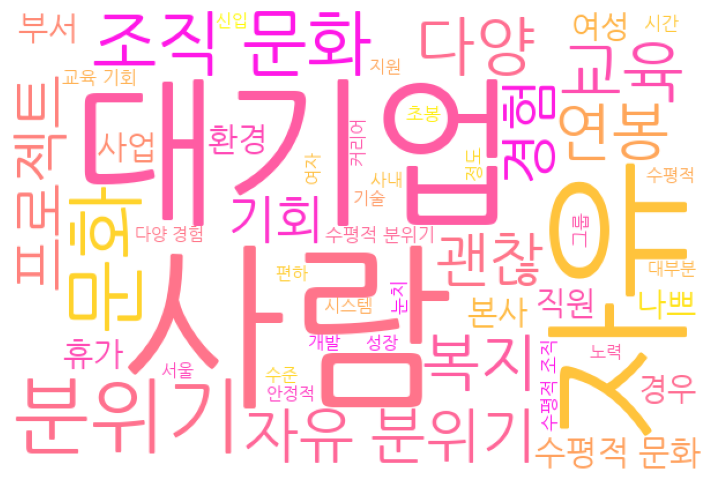 부서
조직 문화
신입
다양
여성
시간
교육 기회
지원
교육
프로젝트
대기업
경험
연봉
사업
환경
커리어
초봉
여자
사내
정도
기술
수평적
문화
다양 경험
기회
수평적 분위기
자유
그룹
사람
편하
시스템
눈치
괜찮
본사
직원
대부분
나쁘
휴가
서울
개발
성장
복지
수평적 조직
노력
경우
수준
안정적
분위기
자유 분위기
수평적 문화